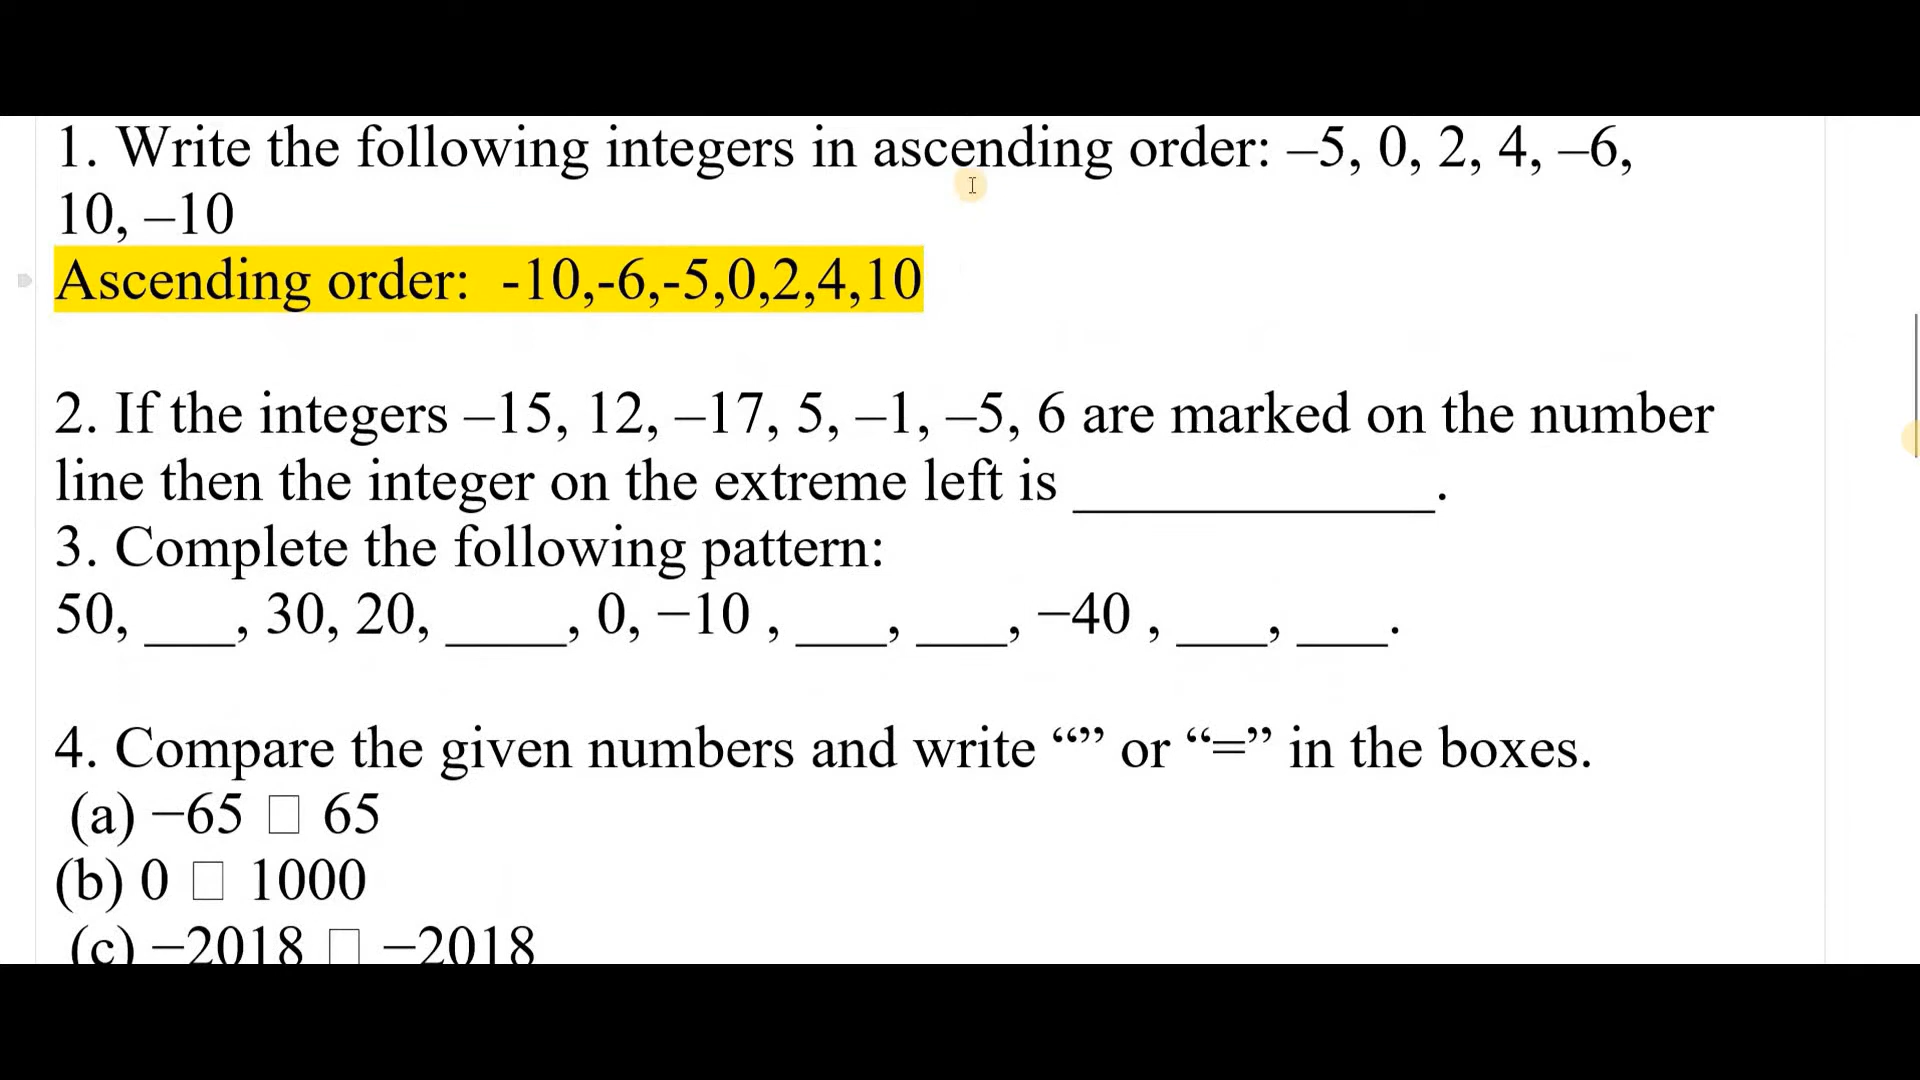 1. Write the following integers in ascending order: –5, 0, 2, 4, –6,
10, –10
Ascending order:  -10,-6,-5,0,2,4,10
2. If the integers –15, 12, –17, 5, –1, –5, 6 are marked on the number
line then the integer on the extreme left is ____________.
3. Complete the following pattern:
50, ___, 30, 20, ____, 0, −10 , ___, ___, −40 , ___, ___.
4. Compare the given numbers and write “” or “=” in the boxes.
(a) −65 □ 65
(b) 0 □ 1000
(c) −2018 □ −2018